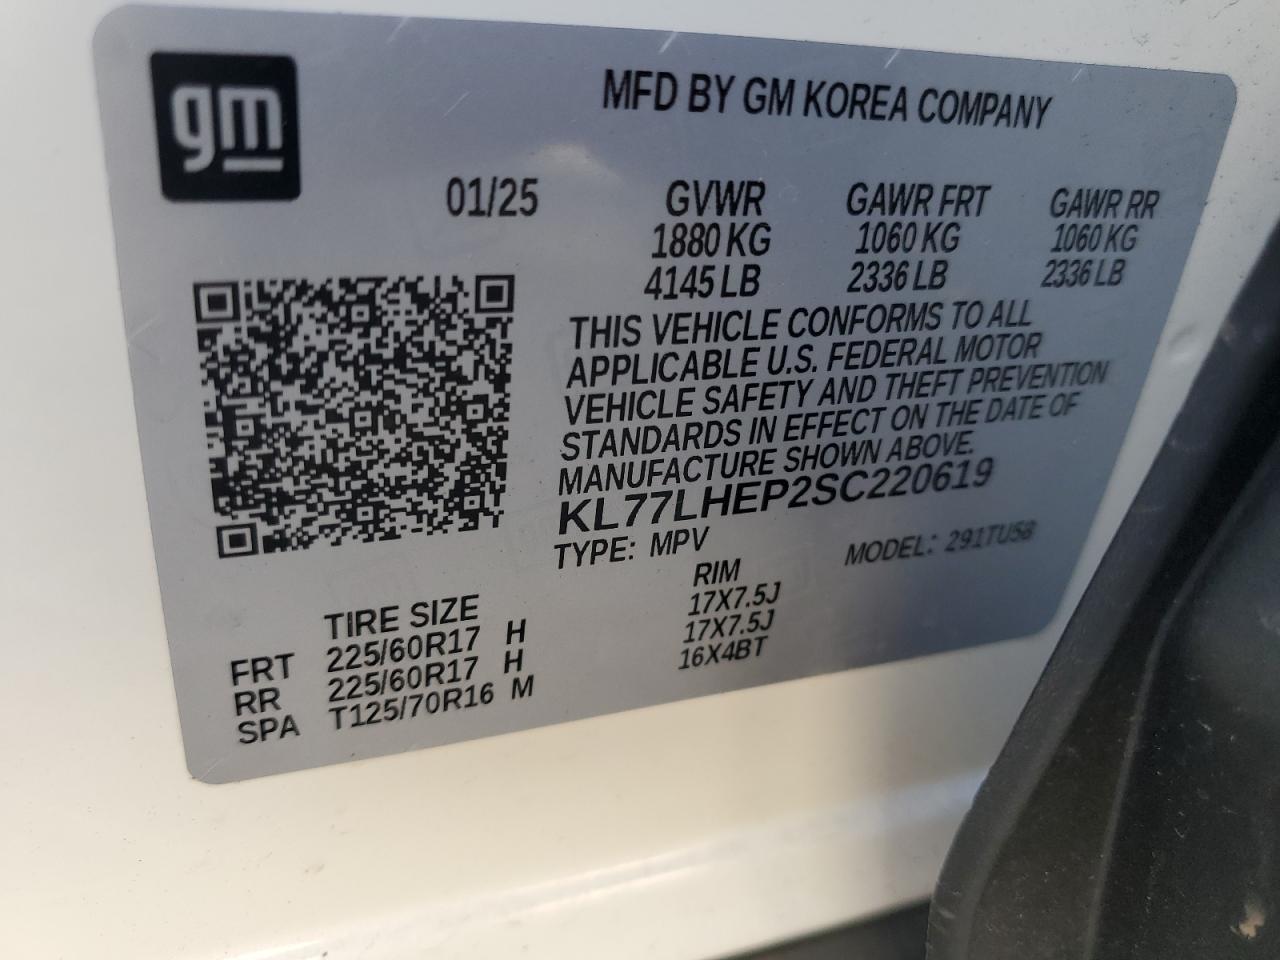 gm
MFD BY GM KOREA COMPANY
01/25 GVWR GAWR FRT GAWR RR
1880 KG 1060 KG 1060 KG
4145 LB 2336 LB 2336 LB
THIS VEHICLE CONFORMS TO ALL
APPLICABLE U.S. FEDERAL MOTOR
VEHICLE SAFETY AND THEFT PREVENTION
STANDARDS IN EFFECT ON THE DATE OF
MANUFACTURE SHOWN ABOVE.
KL77LHEP2SC220619
TYPE: MPV MODEL: 291TU58
TIRE SIZE RIM
FRT 225/60R17 H 17X7.5J
RR 225/60R17 H 17X7.5J
SPA T125/70R16 M 16X4BT